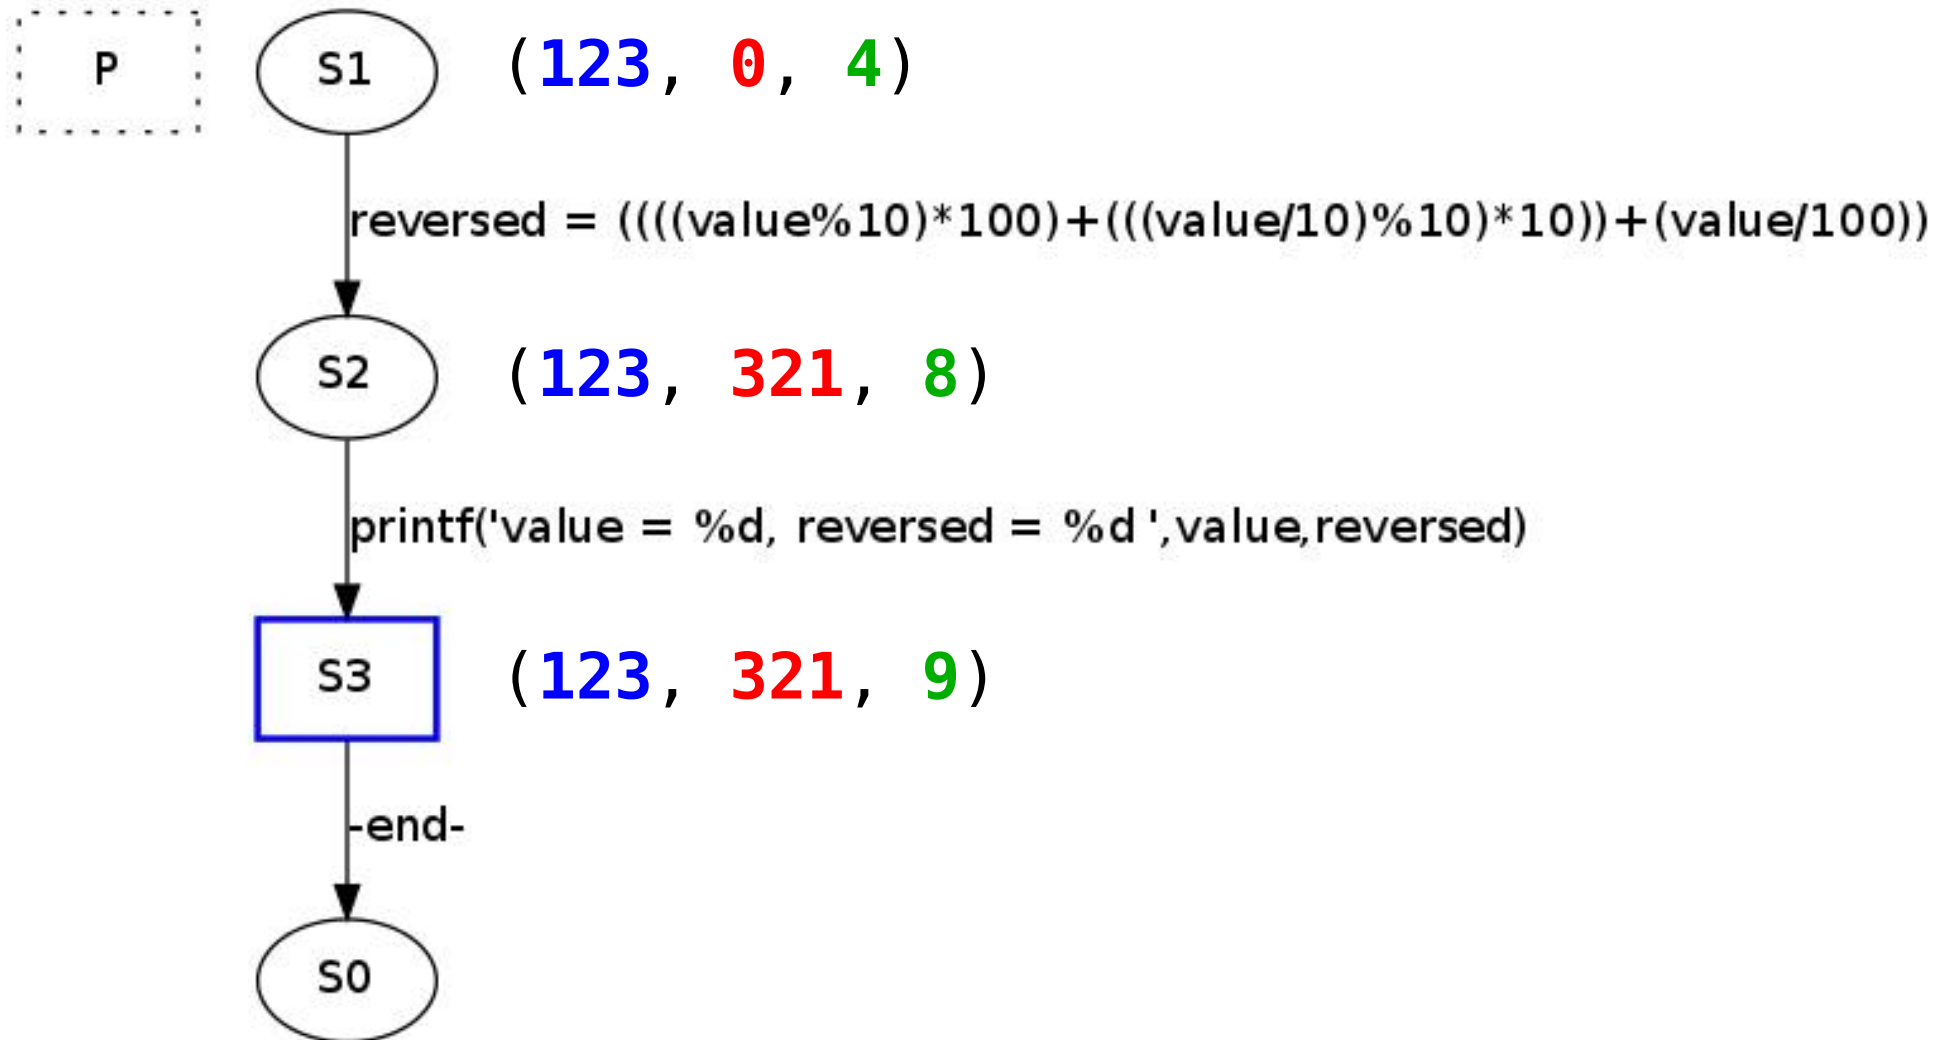 P
S1 (123, 0, 4)
reversed = ((((value%10)*100)+(((value/10)%10)*10))+(value/100))
S2 (123, 321, 8)
printf('value = %d, reversed = %d ',value,reversed)
S3 (123, 321, 9)
-end-
S0